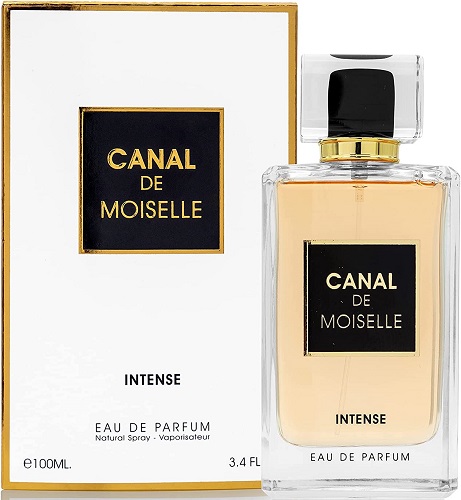 CANAL
DE
MOISELLE
INTENSE
EAU DE PARFUM
Natural Spray - Vaporisateur
℮100ML.
3.4 FL
CANAL
DE
MOISELLE
INTENSE
EAU DE PARFUM